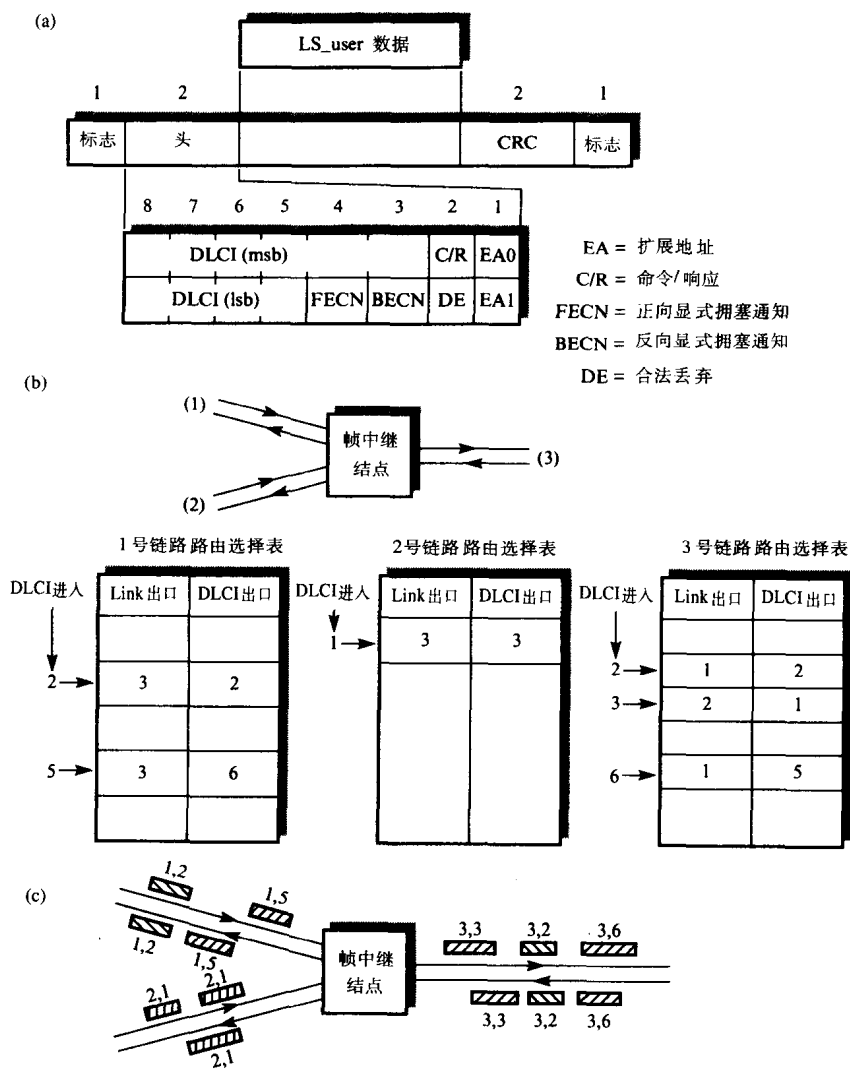 (a)
LS_user 数据
1 2 2 1
标志 头 CRC 标志
8 7 6 5 4 3 2 1
DLCI (msb) C/R EA0
DLCI (lsb) FECN BECN DE EA1
EA = 扩展地址
C/R = 命令/响应
FECN = 正向显式拥塞通知
BECN = 反向显式拥塞通知
DE = 合法丢弃
(b)
(1)
帧中继
结点
(3)
(2)
1号链路路由选择表
DLCI进入
Link出口 DLCI出口
2 3 2
5 3 6
2号链路路由选择表
DLCI进入
Link出口 DLCI出口
1 3 3
3号链路路由选择表
DLCI进入
Link出口 DLCI出口
2 1 2
3 2 1
6 1 5
(c)
1,2
1,5
1,2
1,5
2,1
2,1
2,1
帧中继
结点
3,3 3,2 3,6
3,3 3,2 3,6